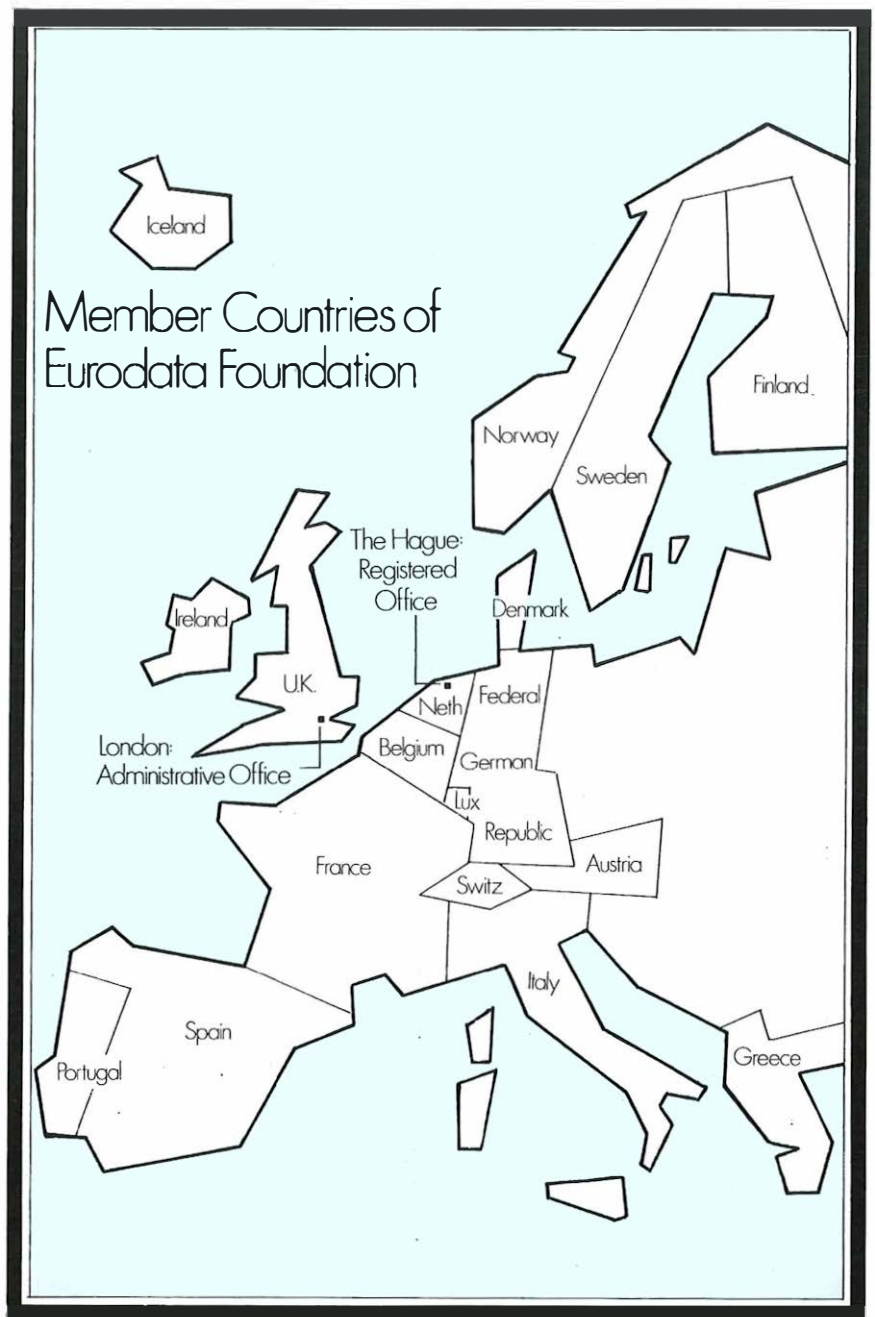 Iceland
Member Countries of
Eurodata Foundation
Finland
Norway
Sweden
The Hague:
Registered
Office
Denmark
Ireland
U.K.
Neth
Federal
Belgium
German
London:
Administrative Office
Lux
Republic
France
Switz
Austria
Italy
Spain
Greece
Portugal